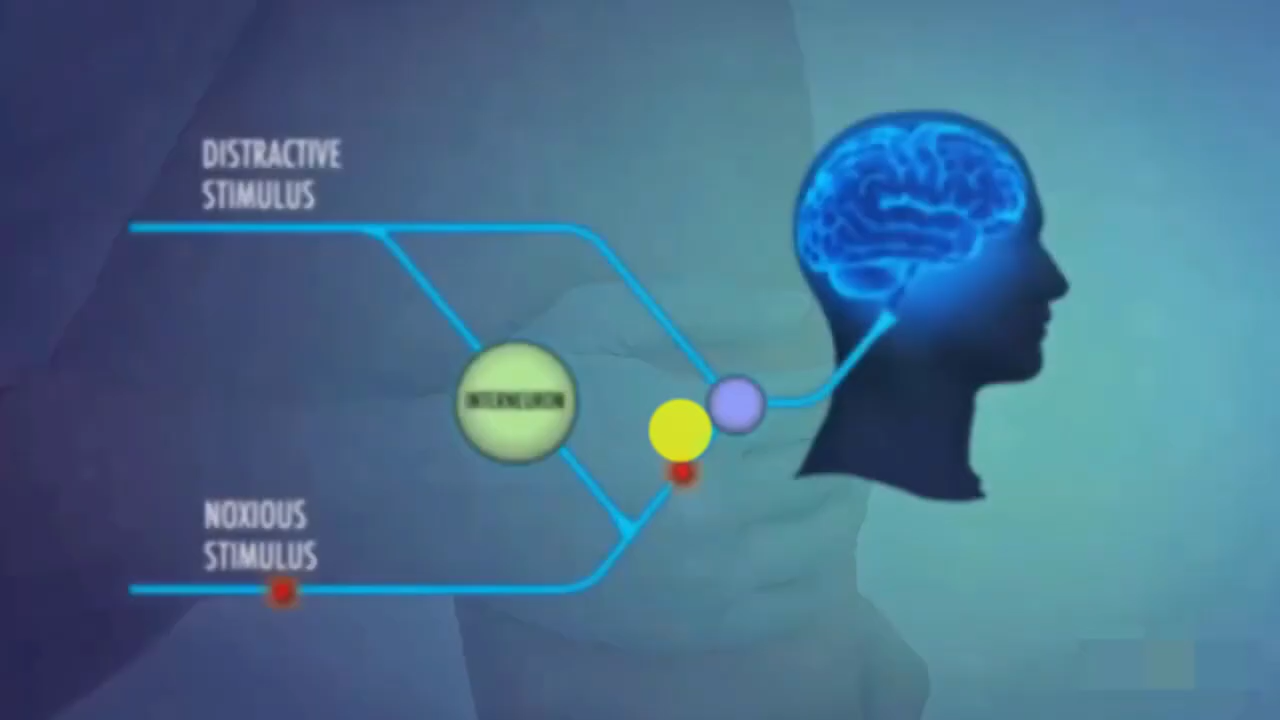 DISTRACTIVE
STIMULUS
INTERNEURON
NOXIOUS
STIMULUS